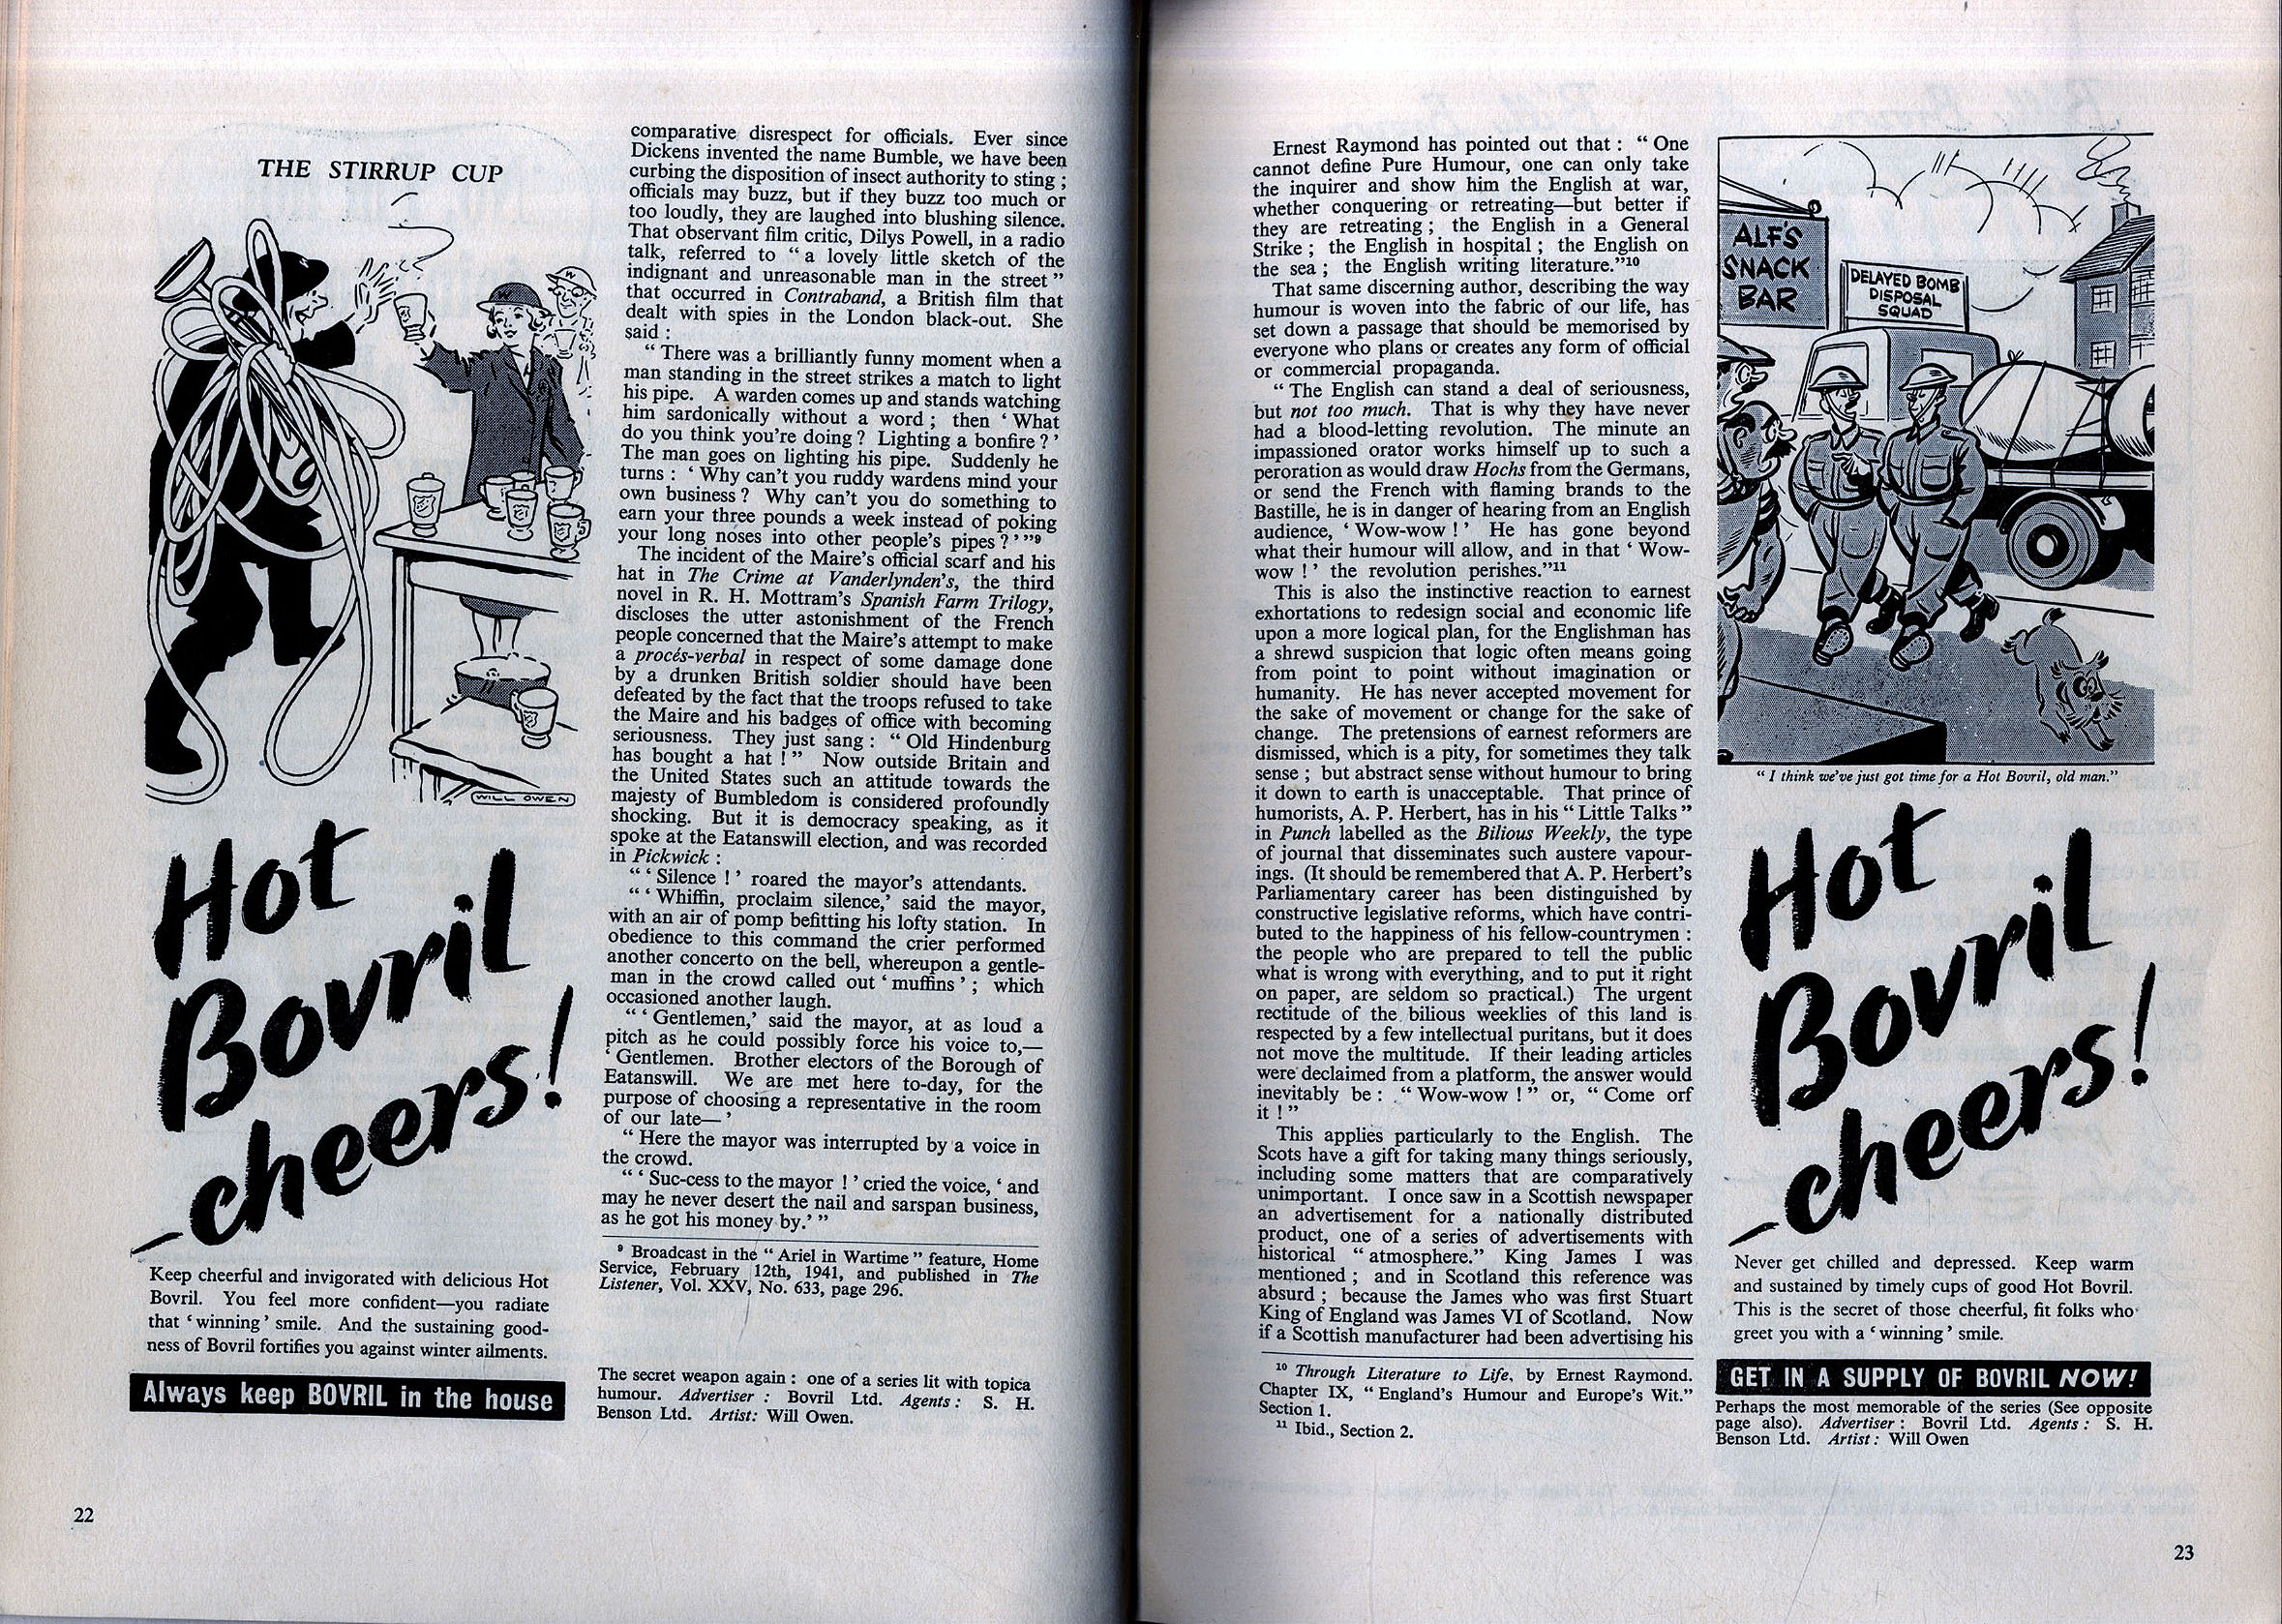 THE STIRRUP CUP
WILL OWEN
Hot
Bovril
—cheers!
Keep cheerful and invigorated with delicious Hot
Bovril. You feel more confident—you radiate
that ‘winning’ smile. And the sustaining good-
ness of Bovril fortifies you against winter ailments.
Always keep BOVRIL in the house
comparative disrespect for officials. Ever since
Dickens invented the name Bumble, we have been
curbing the disposition of insect authority to sting ;
officials may buzz, but if they buzz too much or
too loudly, they are laughed into blushing silence.
That observant film critic, Dilys Powell, in a radio
talk, referred to “ a lovely little sketch of the
indignant and unreasonable man in the street ”
that occurred in Contraband, a British film that
dealt with spies in the London black-out. She
said :
“ There was a brilliantly funny moment when a
man standing in the street strikes a match to light
his pipe. A warden comes up and stands watching
him sardonically without a word ; then ‘ What
do you think you’re doing ? Lighting a bonfire ? ’
The man goes on lighting his pipe. Suddenly he
turns : ‘ Why can’t you ruddy wardens mind your
own business ? Why can’t you do something to
earn your three pounds a week instead of poking
your long noses into other people’s pipes ? ’ ”⁹
The incident of the Maire’s official scarf and his
hat in The Crime at Vanderlynden’s, the third
novel in R. H. Mottram’s Spanish Farm Trilogy,
discloses the utter astonishment of the French
people concerned that the Maire’s attempt to make
a procés-verbal in respect of some damage done
by a drunken British soldier should have been
defeated by the fact that the troops refused to take
the Maire and his badges of office with becoming
seriousness. They just sang : “ Old Hindenburg
has bought a hat ! ” Now outside Britain and
the United States such an attitude towards the
majesty of Bumbledom is considered profoundly
shocking. But it is democracy speaking, as it
spoke at the Eatanswill election, and was recorded
in Pickwick :
“ ‘ Silence ! ’ roared the mayor’s attendants.
“ ‘ Whiffin, proclaim silence,’ said the mayor,
with an air of pomp befitting his lofty station. In
obedience to this command the crier performed
another concerto on the bell, whereupon a gentle-
man in the crowd called out ‘ muffins ’ ; which
occasioned another laugh.
“ ‘ Gentlemen,’ said the mayor, at as loud a
pitch as he could possibly force his voice to,—
‘ Gentlemen. Brother electors of the Borough of
Eatanswill. We are met here to-day, for the
purpose of choosing a representative in the room
of our late— ’
“ Here the mayor was interrupted by a voice in
the crowd.
“ ‘ Suc-cess to the mayor ! ’ cried the voice, ‘ and
may he never desert the nail and sarspan business,
as he got his money by.’ ”
⁹ Broadcast in the “ Ariel in Wartime ” feature, Home
Service, February 12th, 1941, and published in The
Listener, Vol. XXV, No. 633, page 296.
The secret weapon again : one of a series lit with topica
humour. Advertiser : Bovril Ltd. Agents : S. H.
Benson Ltd. Artist: Will Owen.
22
Ernest Raymond has pointed out that : “ One
cannot define Pure Humour, one can only take
the inquirer and show him the English at war,
whether conquering or retreating—but better if
they are retreating ; the English in a General
Strike ; the English in hospital ; the English on
the sea ; the English writing literature.”¹⁰
That same discerning author, describing the way
humour is woven into the fabric of our life, has
set down a passage that should be memorised by
everyone who plans or creates any form of official
or commercial propaganda.
“ The English can stand a deal of seriousness,
but not too much. That is why they have never
had a blood-letting revolution. The minute an
impassioned orator works himself up to such a
peroration as would draw Hochs from the Germans,
or send the French with flaming brands to the
Bastille, he is in danger of hearing from an English
audience, ‘ Wow-wow ! ’ He has gone beyond
what their humour will allow, and in that ‘ Wow-
wow ! ’ the revolution perishes.”¹¹
This is also the instinctive reaction to earnest
exhortations to redesign social and economic life
upon a more logical plan, for the Englishman has
a shrewd suspicion that logic often means going
from point to point without imagination or
humanity. He has never accepted movement for
the sake of movement or change for the sake of
change. The pretensions of earnest reformers are
dismissed, which is a pity, for sometimes they talk
sense ; but abstract sense without humour to bring
it down to earth is unacceptable. That prince of
humorists, A. P. Herbert, has in his “ Little Talks ”
in Punch labelled as the Bilious Weekly, the type
of journal that disseminates such austere vapour-
ings. (It should be remembered that A. P. Herbert’s
Parliamentary career has been distinguished by
constructive legislative reforms, which have contri-
buted to the happiness of his fellow-countrymen :
the people who are prepared to tell the public
what is wrong with everything, and to put it right
on paper, are seldom so practical.) The urgent
rectitude of the bilious weeklies of this land is
respected by a few intellectual puritans, but it does
not move the multitude. If their leading articles
were declaimed from a platform, the answer would
inevitably be : “ Wow-wow ! ” or, “ Come orf
it ! ”
This applies particularly to the English. The
Scots have a gift for taking many things seriously,
including some matters that are comparatively
unimportant. I once saw in a Scottish newspaper
an advertisement for a nationally distributed
product, one of a series of advertisements with
historical “ atmosphere.” King James I was
mentioned ; and in Scotland this reference was
absurd ; because the James who was first Stuart
King of England was James VI of Scotland. Now
if a Scottish manufacturer had been advertising his
¹⁰ Through Literature to Life, by Ernest Raymond.
Chapter IX, “ England’s Humour and Europe’s Wit.”
Section 1.
¹¹ Ibid., Section 2.
ALF'S
SNACK
BAR
DELAYED BOMB
DISPOSAL
SQUAD
“ I think we’ve just got time for a Hot Bovril, old man.”
Hot
Bovril
—cheers!
Never get chilled and depressed. Keep warm
and sustained by timely cups of good Hot Bovril.
This is the secret of those cheerful, fit folks who
greet you with a ‘ winning ’ smile.
GET IN A SUPPLY OF BOVRIL NOW!
Perhaps the most memorable of the series (See opposite
page also). Advertiser : Bovril Ltd. Agents : S. H.
Benson Ltd. Artist : Will Owen
23